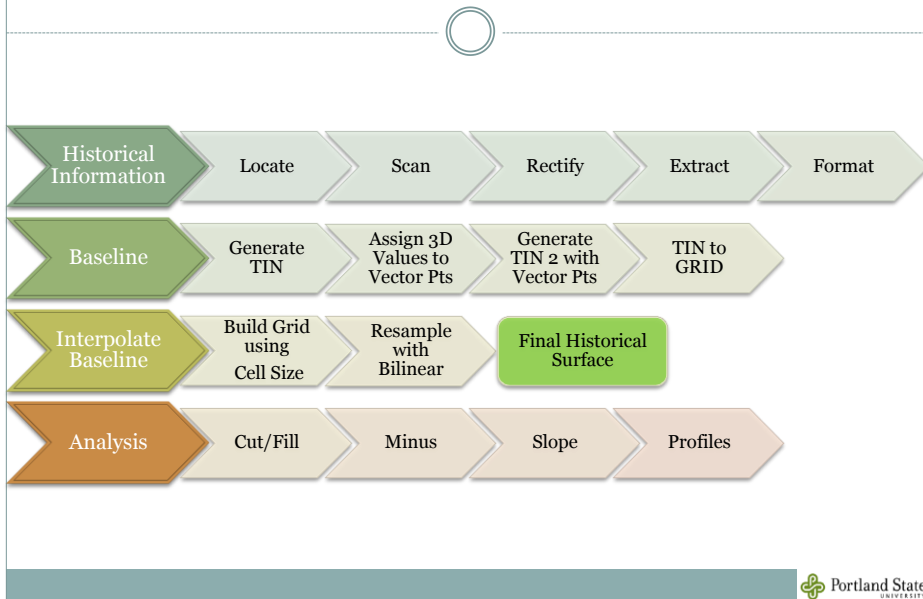 Historical
Information
Locate
Scan
Rectify
Extract
Format
Baseline
Generate
TIN
Assign 3D
Values to
Vector Pts
Generate
TIN 2 with
Vector Pts
TIN to
GRID
Interpolate
Baseline
Build Grid
using
Cell Size
Resample
with
Bilinear
Final Historical
Surface
Analysis
Cut/Fill
Minus
Slope
Profiles
Portland State
UNIVERSITY